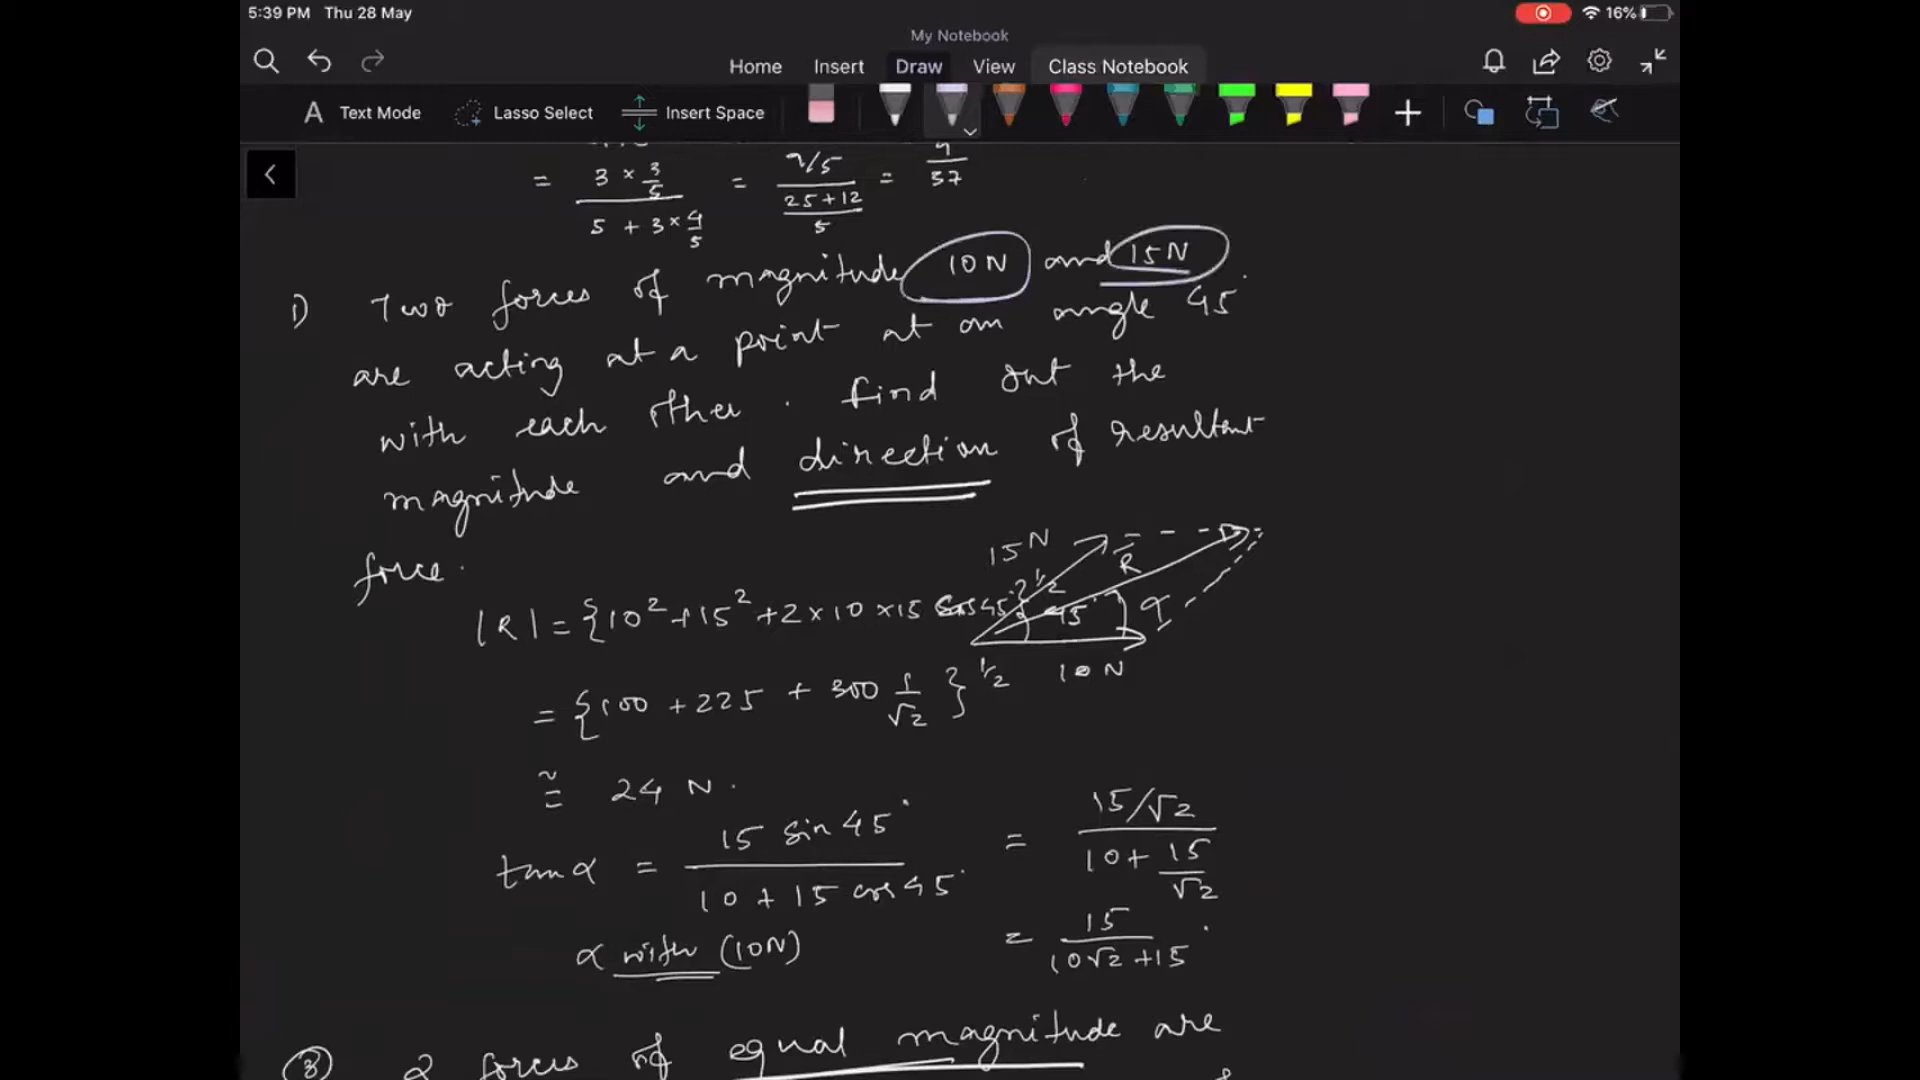 5:39 PM Thu 28 May
16%
My Notebook
Home Insert Draw View Class Notebook
Text Mode Lasso Select Insert Space
= 3 × 3/5 / 5 + 3 × 4/5 = 9/5 / 25+12/5 = 9/37
1) Two forces of magnitude 10 N and 15 N
are acting at a point at an angle 45°
with each other. find out the
magnitude and direction of resultant
force.
15 N
R
α
45°
10 N
|R| = {10² + 15² + 2 × 10 × 15 cos 45°}^1/2
= {100 + 225 + 300 1/√2}^1/2
≅ 24 N.
tan α = 15 sin 45° / 10 + 15 cos 45° = 15/√2 / 10 + 15/√2
α with (10N) = 15 / 10√2 + 15
③ 2 forces of equal magnitude are